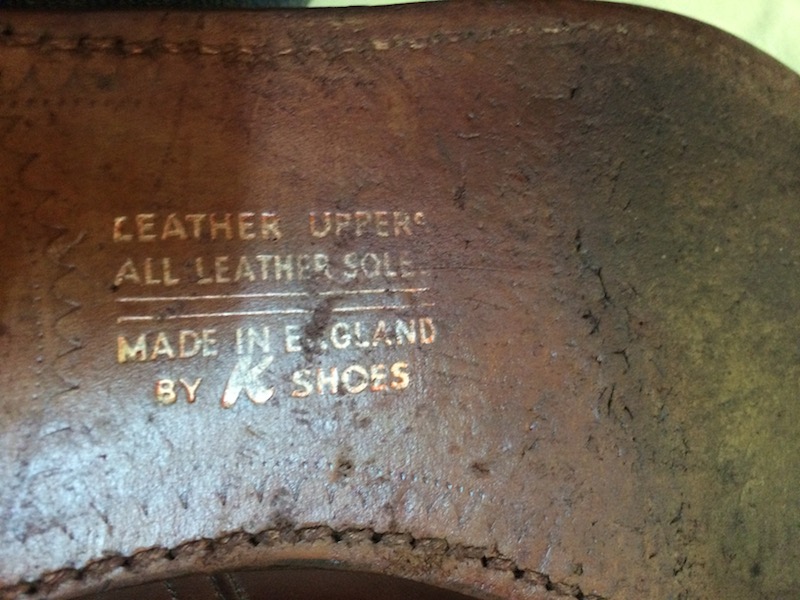 LEATHER UPPERS
ALL LEATHER SOLE
MADE IN ENGLAND
BY K SHOES